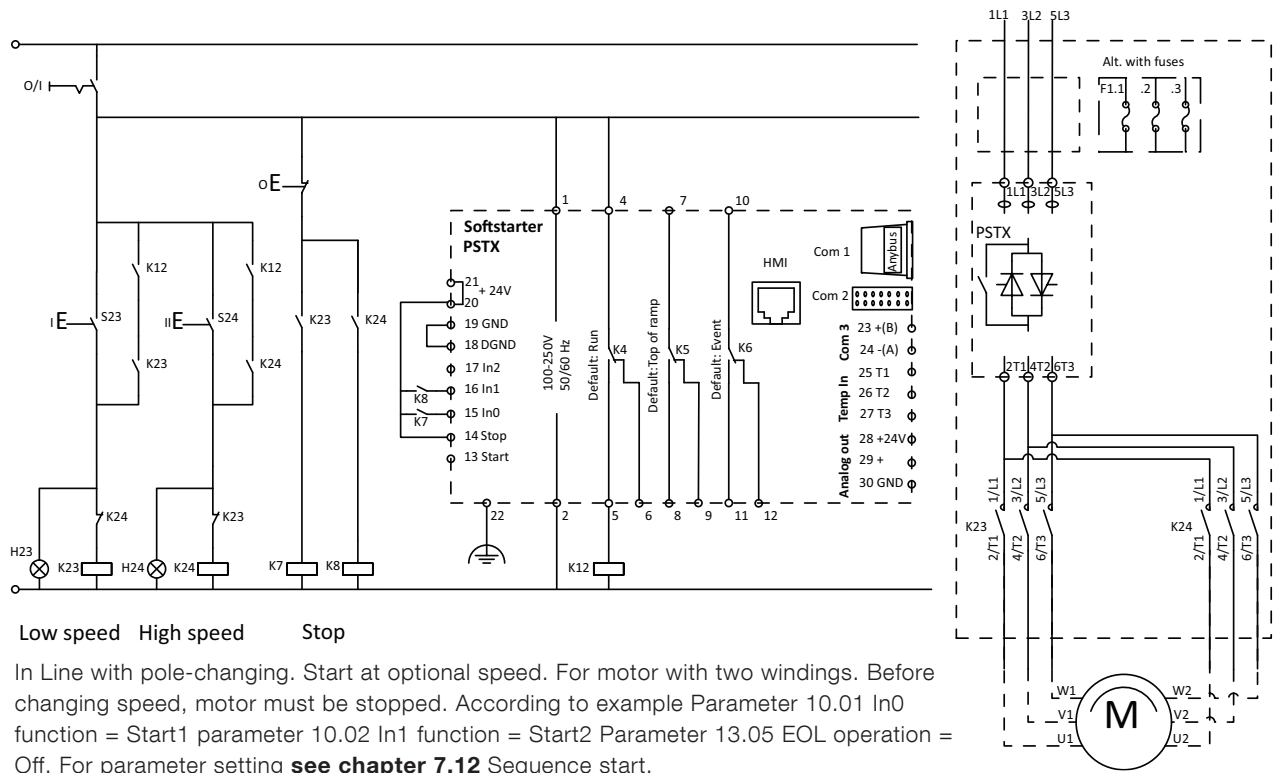 1L1 3L2 5L3
O/I
Alt. with fuses
F1.1 .2 .3
OE
1 4 7 10
1L1 3L2 5L3
Softstarter
PSTX
PSTX
Com 1
Anybus
HMI
Com 2
K12
K12
IE
S23
IIE
S24
K23
K24
K23
K24
21
+ 24V
20
19 GND
18 DGND
17 In2
16 In1
K8
15 In0
K7
14 Stop
13 Start
100-250V
50/60 Hz
Default: Run
K4
Default:Top of ramp
K5
Default: Event
K6
Com 3
23 +(B)
24 -(A)
Temp In
25 T1
26 T2
27 T3
Analog out
28 +24V
29 +
30 GND
2T1 4T2 6T3
22
2 5 6 8 9 11 12
K24
K23
1/L1
3/L2
5/L3
K23
2/T1
4/T2
6/T3
1/L1
3/L2
5/L3
K24
2/T1
4/T2
6/T3
H23
K23
H24
K24
K7
K8
K12
Low speed High speed Stop
W1
V1
U1
M
W2
V2
U2
In Line with pole-changing. Start at optional speed. For motor with two windings. Before
changing speed, motor must be stopped. According to example Parameter 10.01 In0
function = Start1 parameter 10.02 In1 function = Start2 Parameter 13.05 EOL operation =
Off. For parameter setting see chapter 7.12 Sequence start.